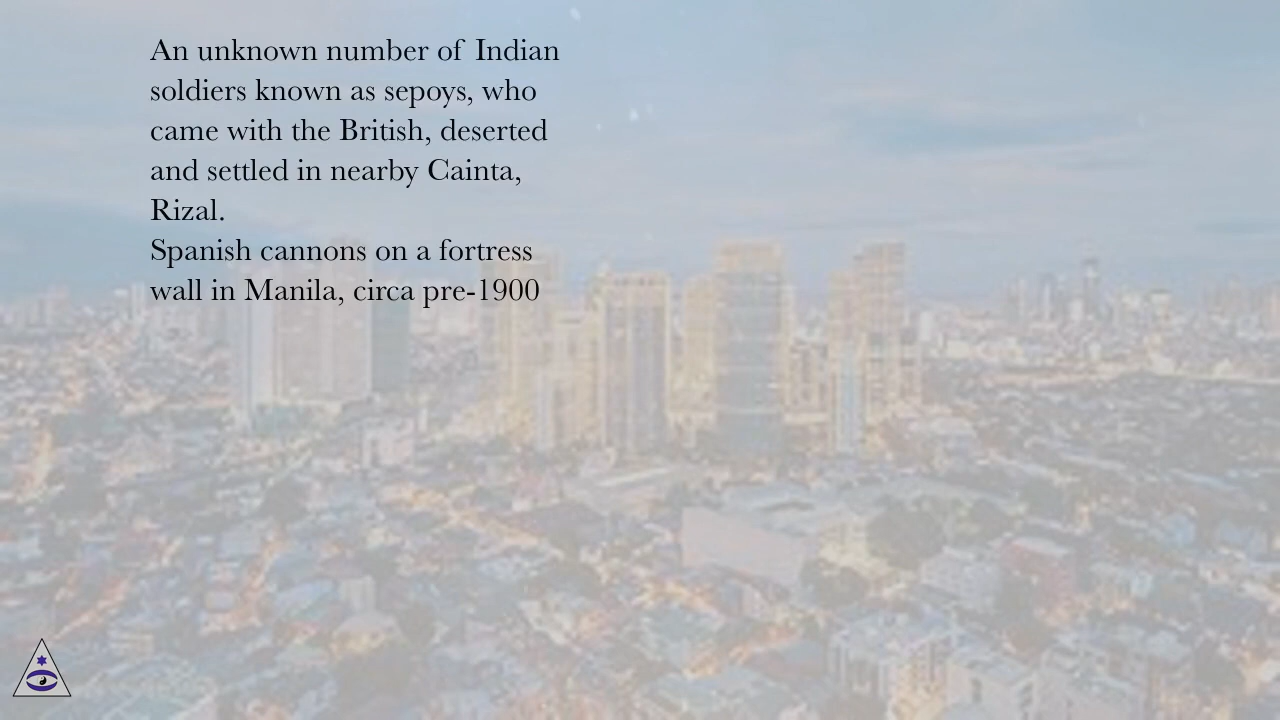 An unknown number of Indian
soldiers known as sepoys, who
came with the British, deserted
and settled in nearby Cainta,
Rizal.
Spanish cannons on a fortress
wall in Manila, circa pre-1900